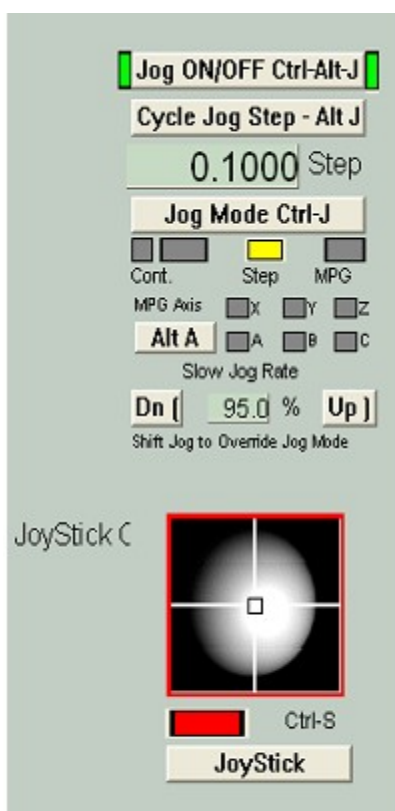 Jog ON/OFF Ctrl-Alt-J
Cycle Jog Step - Alt J
0.1000 Step
Jog Mode Ctrl-J
Cont. Step MPG
MPG Axis X Y Z
Alt A A B C
Slow Jog Rate
Dn ( 95.0 % Up )
Shift Jog to Override Jog Mode
JoyStick C
Ctrl-S
JoyStick